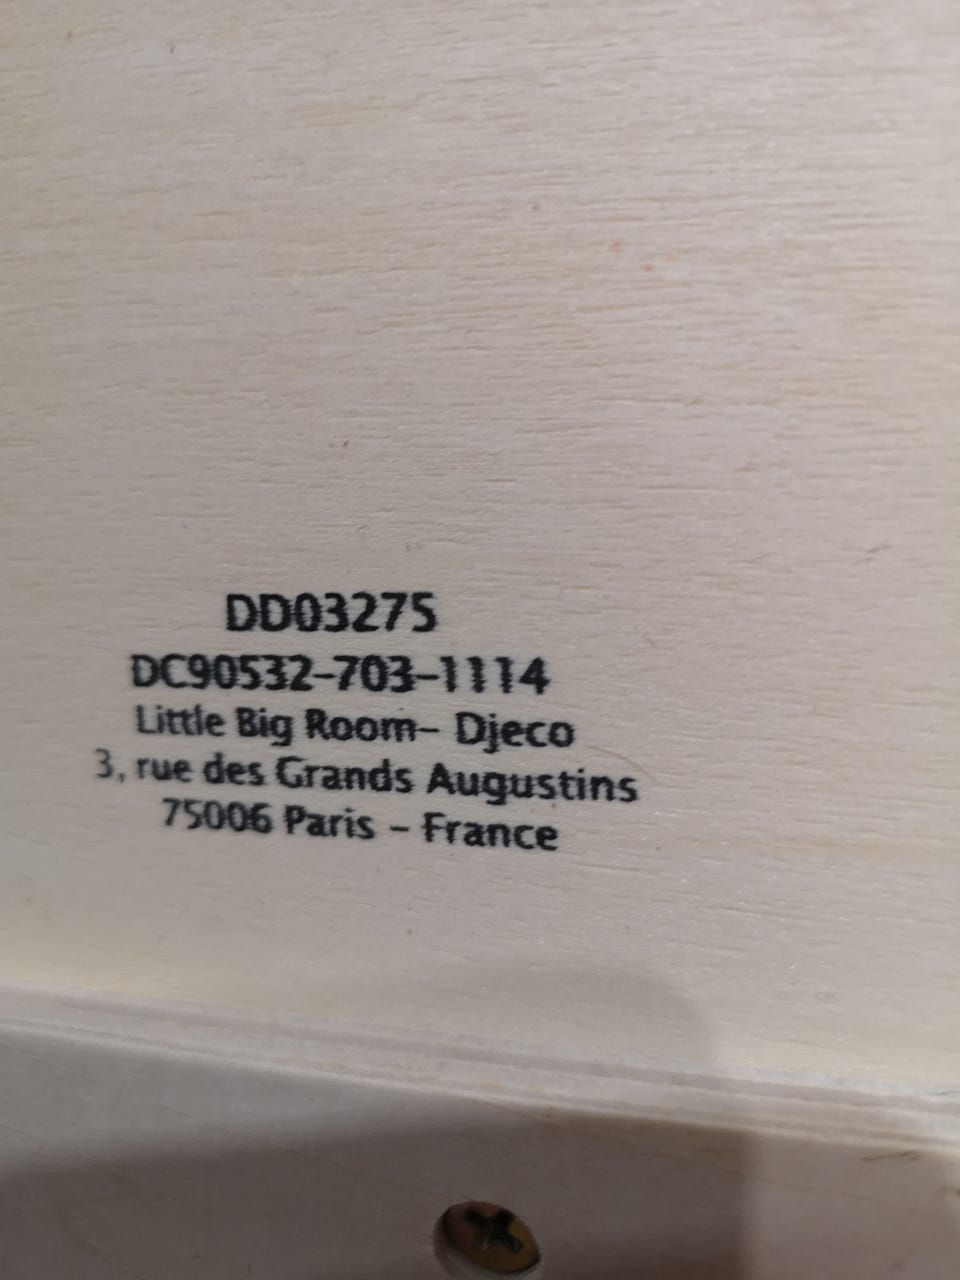 DD03275
DC90532-703-1114
Little Big Room- Djeco
3, rue des Grands Augustins
75006 Paris - France